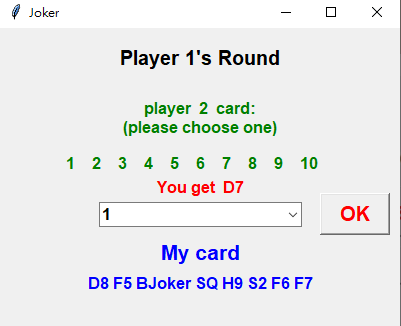 Joker
Player 1's Round
player 2 card:
(please choose one)
1 2 3 4 5 6 7 8 9 10
You get D7
1
OK
My card
D8 F5 BJoker SQ H9 S2 F6 F7